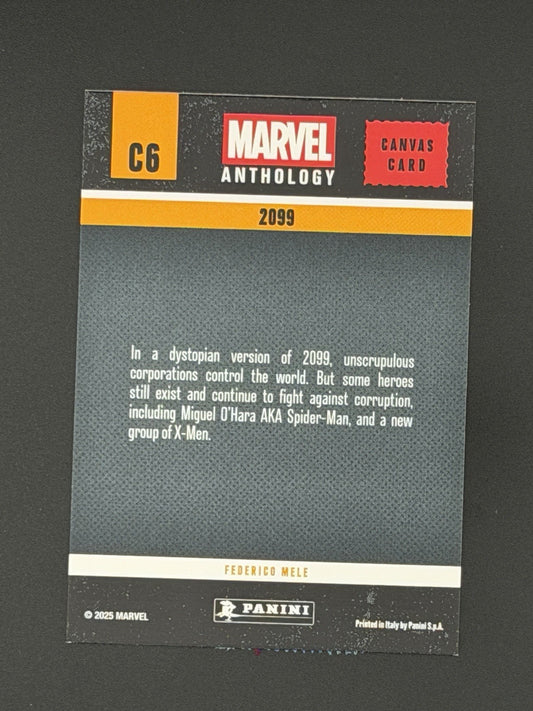 C6
MARVEL
ANTHOLOGY
CANVAS
CARD
2099
In a dystopian version of 2099, unscrupulous
corporations control the world. But some heroes
still exist and continue to fight against corruption,
including Miguel O'Hara AKA Spider-Man, and a new
group of X-Men.
FEDERICO MELE
© 2025 MARVEL
PANINI
Printed in Italy by Panini S.p.A.